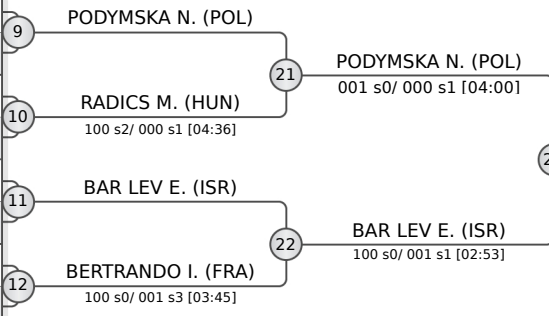 9
PODYMSKA N. (POL)
21
PODYMSKA N. (POL)
001 s0/ 000 s1 [04:00]
10
RADICS M. (HUN)
100 s2/ 000 s1 [04:36]
11
BAR LEV E. (ISR)
22
BAR LEV E. (ISR)
100 s0/ 001 s1 [02:53]
12
BERTRANDO I. (FRA)
100 s0/ 001 s3 [03:45]